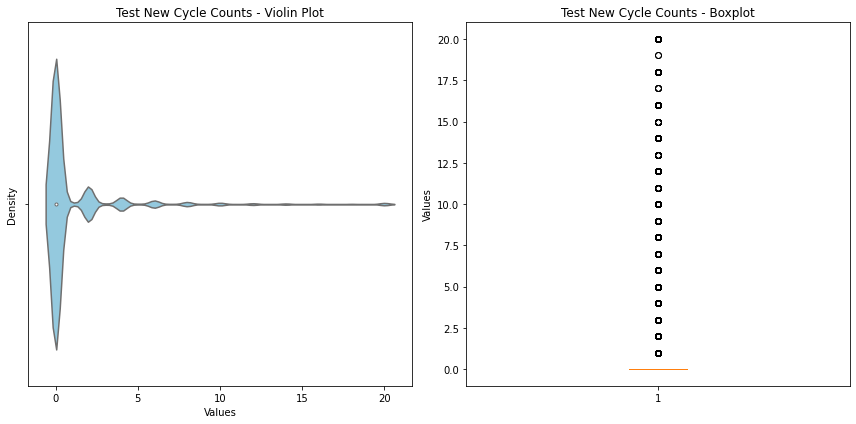 Test New Cycle Counts - Violin Plot
Density
0 5 10 15 20
Values
Test New Cycle Counts - Boxplot
Values
20.0
17.5
15.0
12.5
10.0
7.5
5.0
2.5
0.0
1